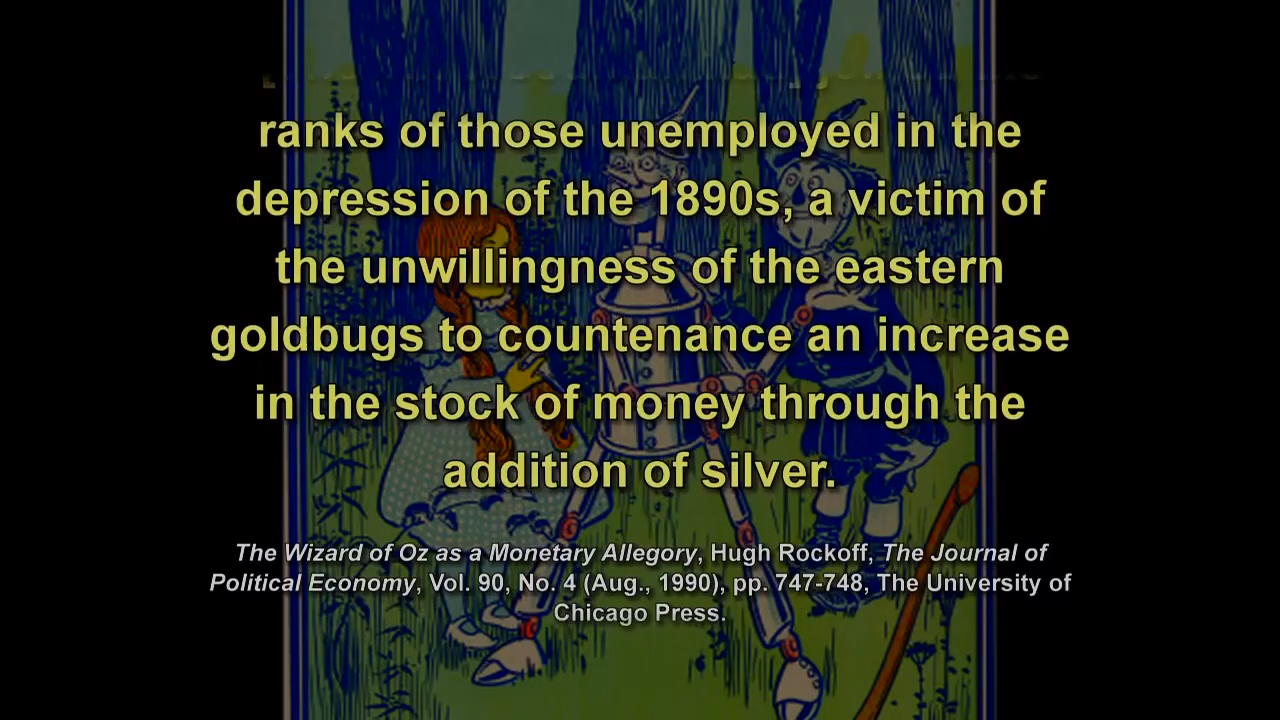 ranks of those unemployed in the
depression of the 1890s, a victim of
the unwillingness of the eastern
goldbugs to countenance an increase
in the stock of money through the
addition of silver.
The Wizard of Oz as a Monetary Allegory, Hugh Rockoff, The Journal of
Political Economy, Vol. 90, No. 4 (Aug., 1990), pp. 747-748, The University of
Chicago Press.